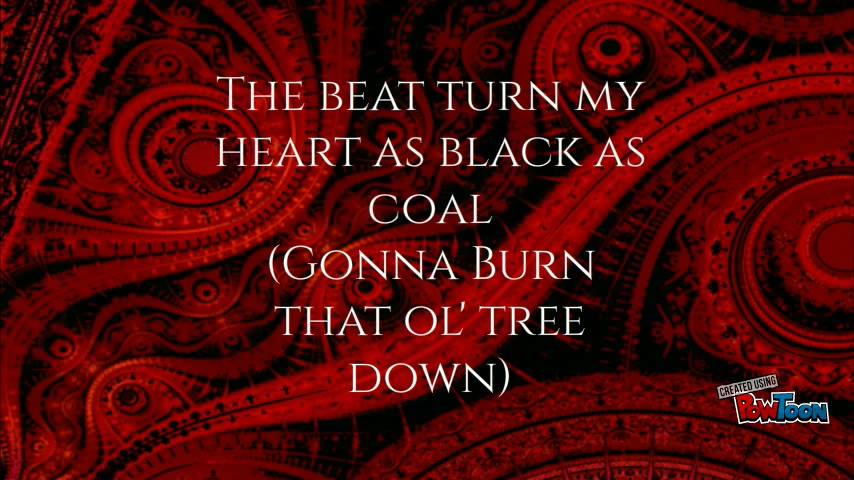 The beat turn my
heart as black as
coal
(Gonna Burn
that ol' tree
down)
CREATED USING
PowToon